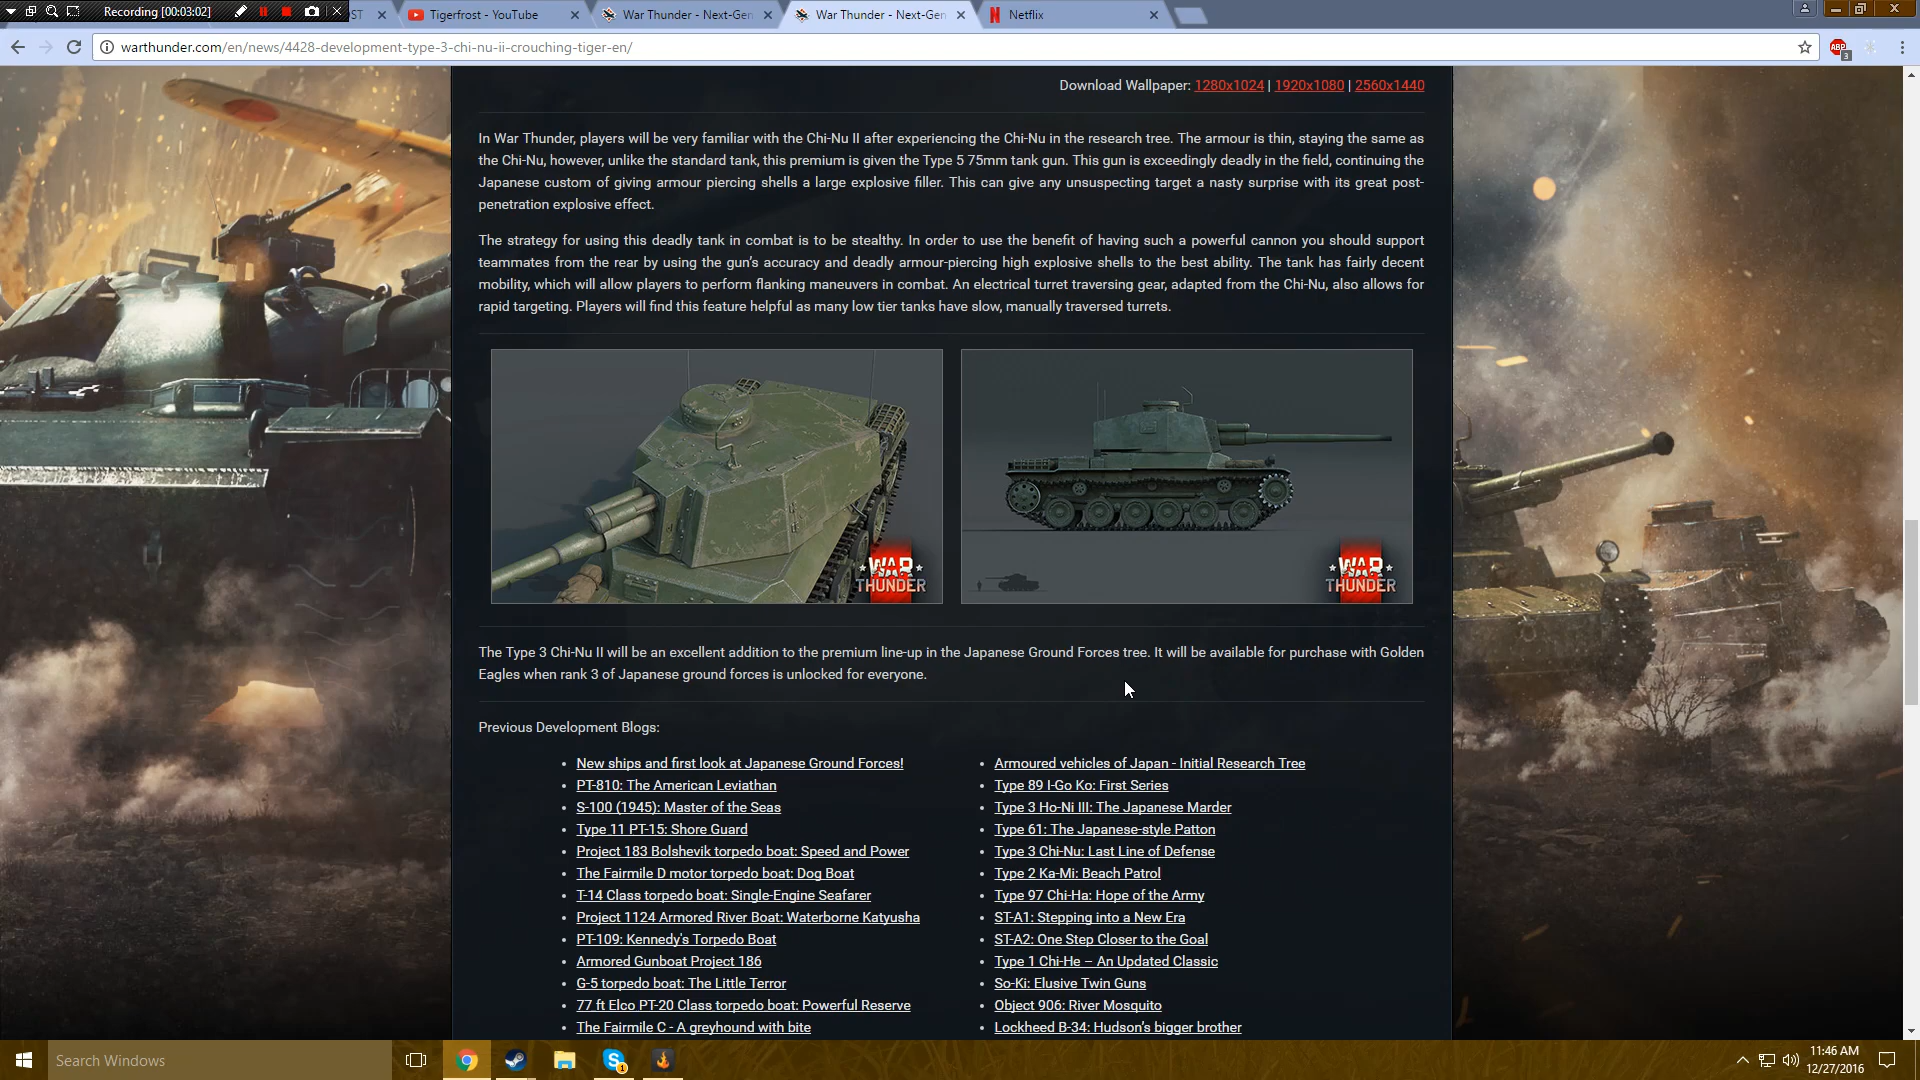 Recording [00:03:02]
ST
Tigerfrost - YouTube
War Thunder - Next-Gen
War Thunder - Next-Gen
Netflix
warthunder.com/en/news/4428-development-type-3-chi-nu-ii-crouching-tiger-en/
ABP
3
Download Wallpaper: 1280x1024 | 1920x1080 | 2560x1440
In War Thunder, players will be very familiar with the Chi-Nu II after experiencing the Chi-Nu in the research tree. The armour is thin, staying the same as
the Chi-Nu, however, unlike the standard tank, this premium is given the Type 5 75mm tank gun. This gun is exceedingly deadly in the field, continuing the
Japanese custom of giving armour piercing shells a large explosive filler. This can give any unsuspecting target a nasty surprise with its great post-
penetration explosive effect.
The strategy for using this deadly tank in combat is to be stealthy. In order to use the benefit of having such a powerful cannon you should support
teammates from the rear by using the gun's accuracy and deadly armour-piercing high explosive shells to the best ability. The tank has fairly decent
mobility, which will allow players to perform flanking maneuvers in combat. An electrical turret traversing gear, adapted from the Chi-Nu, also allows for
rapid targeting. Players will find this feature helpful as many low tier tanks have slow, manually traversed turrets.
WAR
THUNDER
WAR
THUNDER
The Type 3 Chi-Nu II will be an excellent addition to the premium line-up in the Japanese Ground Forces tree. It will be available for purchase with Golden
Eagles when rank 3 of Japanese ground forces is unlocked for everyone.
Previous Development Blogs:
New ships and first look at Japanese Ground Forces!
PT-810: The American Leviathan
S-100 (1945): Master of the Seas
Type 11 PT-15: Shore Guard
Project 183 Bolshevik torpedo boat: Speed and Power
The Fairmile D motor torpedo boat: Dog Boat
T-14 Class torpedo boat: Single-Engine Seafarer
Project 1124 Armored River Boat: Waterborne Katyusha
PT-109: Kennedy's Torpedo Boat
Armored Gunboat Project 186
G-5 torpedo boat: The Little Terror
77 ft Elco PT-20 Class torpedo boat: Powerful Reserve
The Fairmile C - A greyhound with bite
Armoured vehicles of Japan - Initial Research Tree
Type 89 I-Go Ko: First Series
Type 3 Ho-Ni III: The Japanese Marder
Type 61: The Japanese-style Patton
Type 3 Chi-Nu: Last Line of Defense
Type 2 Ka-Mi: Beach Patrol
Type 97 Chi-Ha: Hope of the Army
ST-A1: Stepping into a New Era
ST-A2: One Step Closer to the Goal
Type 1 Chi-He – An Updated Classic
So-Ki: Elusive Twin Guns
Object 906: River Mosquito
Lockheed B-34: Hudson's bigger brother
Search Windows
1
11:46 AM
12/27/2016